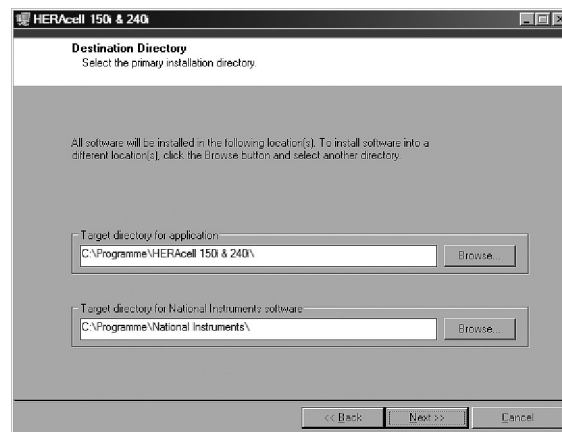 HERAcell 150i & 240i
Destination Directory
Select the primary installation directory.
All software will be installed in the following location(s). To install software into a
different location(s), click the Browse button and select another directory.
Target directory for application
C:\Programme\HERAcell 150i & 240i\
Browse...
Target directory for National Instruments software
C:\Programme\National Instruments\
Browse...
<< Back
Next >>
Cancel